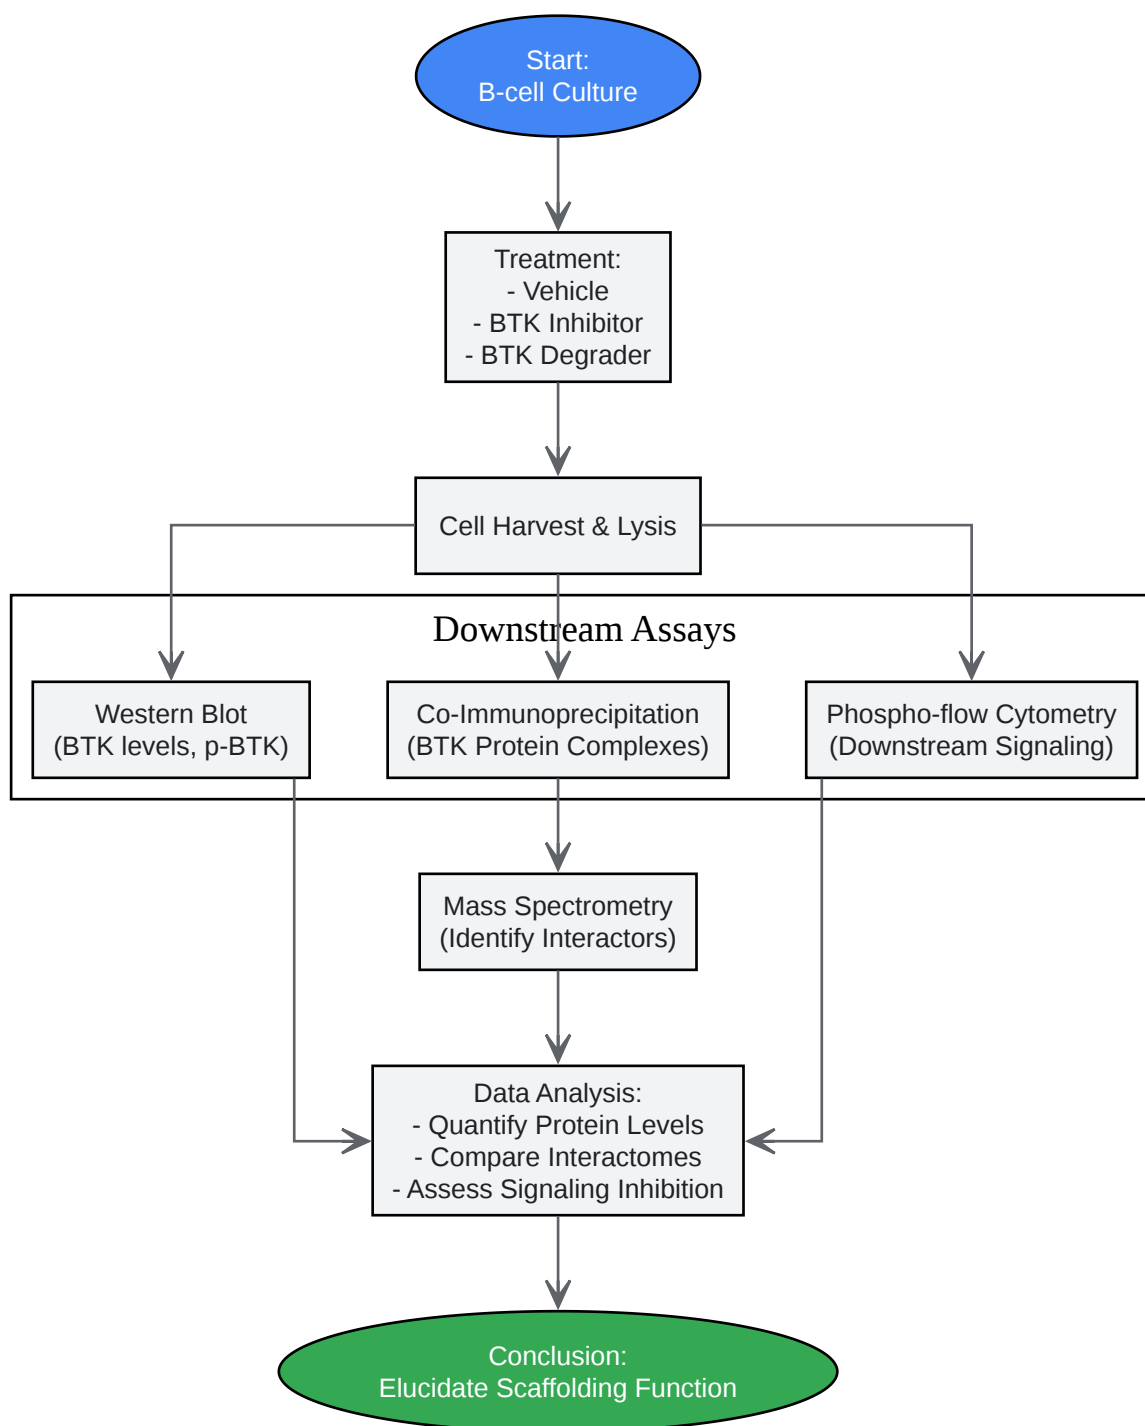 Start:
B-cell Culture
Treatment:
- Vehicle
- BTK Inhibitor
- BTK Degrader
Cell Harvest & Lysis
Downstream Assays
Western Blot
(BTK levels, p-BTK)
Co-Immunoprecipitation
(BTK Protein Complexes)
Phospho-flow Cytometry
(Downstream Signaling)
Mass Spectrometry
(Identify Interactors)
Data Analysis:
- Quantify Protein Levels
- Compare Interactomes
- Assess Signaling Inhibition
Conclusion:
Elucidate Scaffolding Function